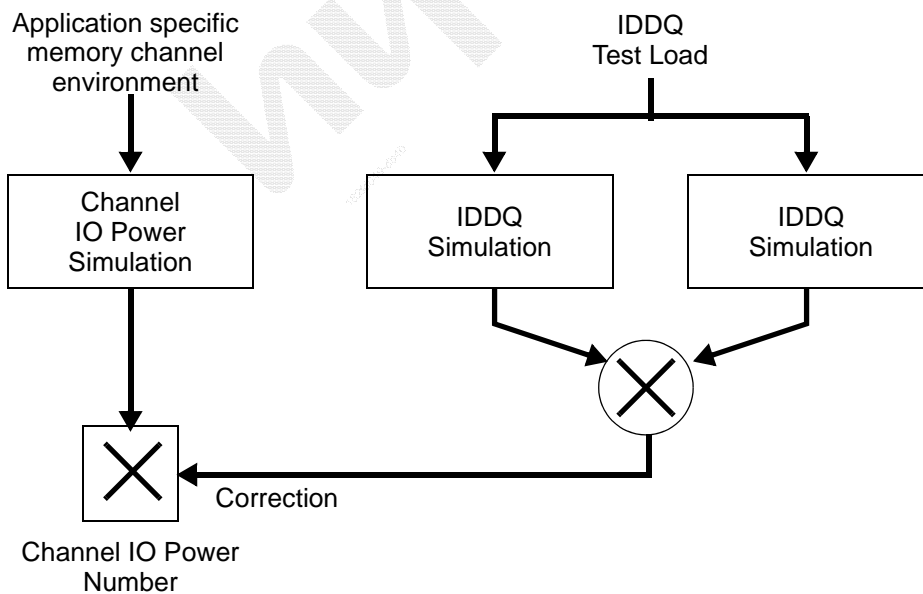 Application specific
memory channel
environment
IDDQ
Test Load
Channel
IO Power
Simulation
IDDQ
Simulation
IDDQ
Simulation
Correction
Channel IO Power
Number